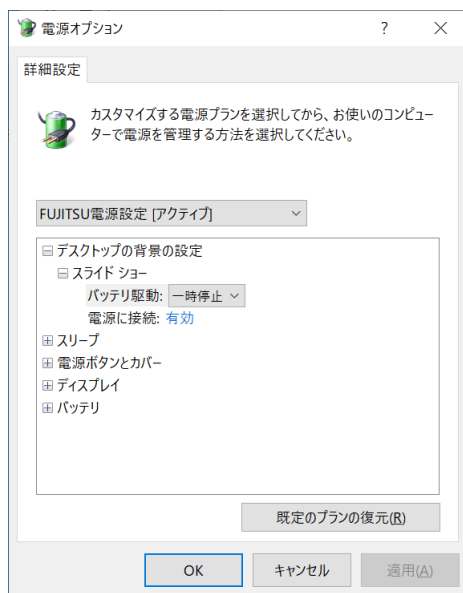 電源オプション
?
詳細設定
カスタマイズする電源プランを選択してから、お使いのコンピュー
ターで電源を管理する方法を選択してください。
FUJITSU電源設定 [アクティブ]
デスクトップの背景の設定
スライド ショー
バッテリ駆動: 一時停止
電源に接続: 有効
スリープ
電源ボタンとカバー
ディスプレイ
バッテリ
既定のプランの復元(R)
OK キャンセル 適用(A)